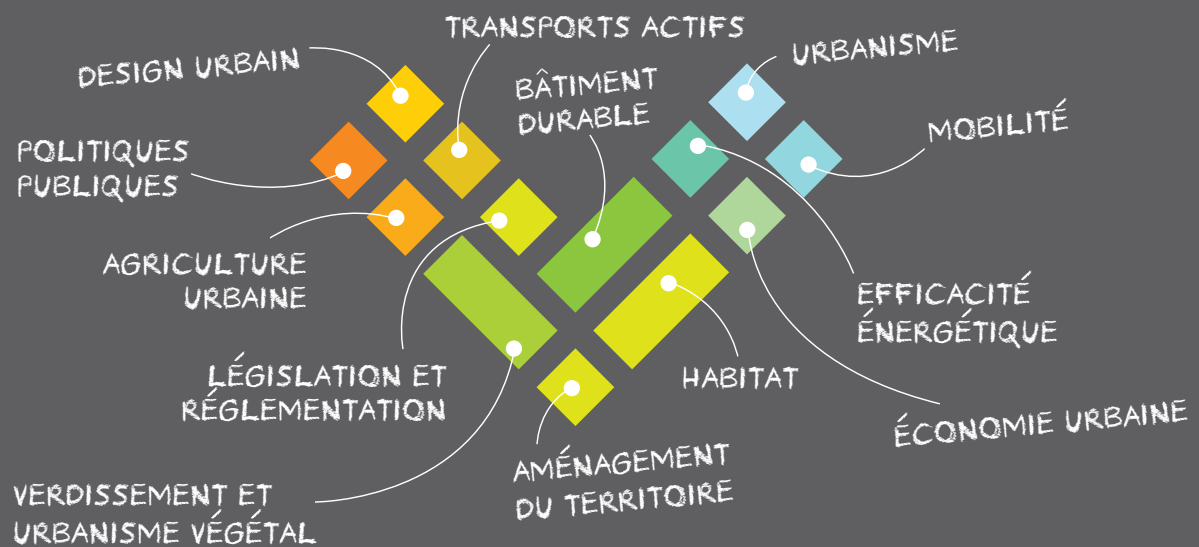 TRANSPORTS ACTIFS
DESIGN URBAIN
URBANISME
BÂTIMENT
DURABLE
MOBILITÉ
POLITIQUES
PUBLIQUES
AGRICULTURE
URBAINE
EFFICACITÉ
ÉNERGÉTIQUE
LÉGISLATION ET
RÉGLEMENTATION
HABITAT
ÉCONOMIE URBAINE
AMÉNAGEMENT
DU TERRITOIRE
VERDISSEMENT ET
URBANISME VÉGÉTAL